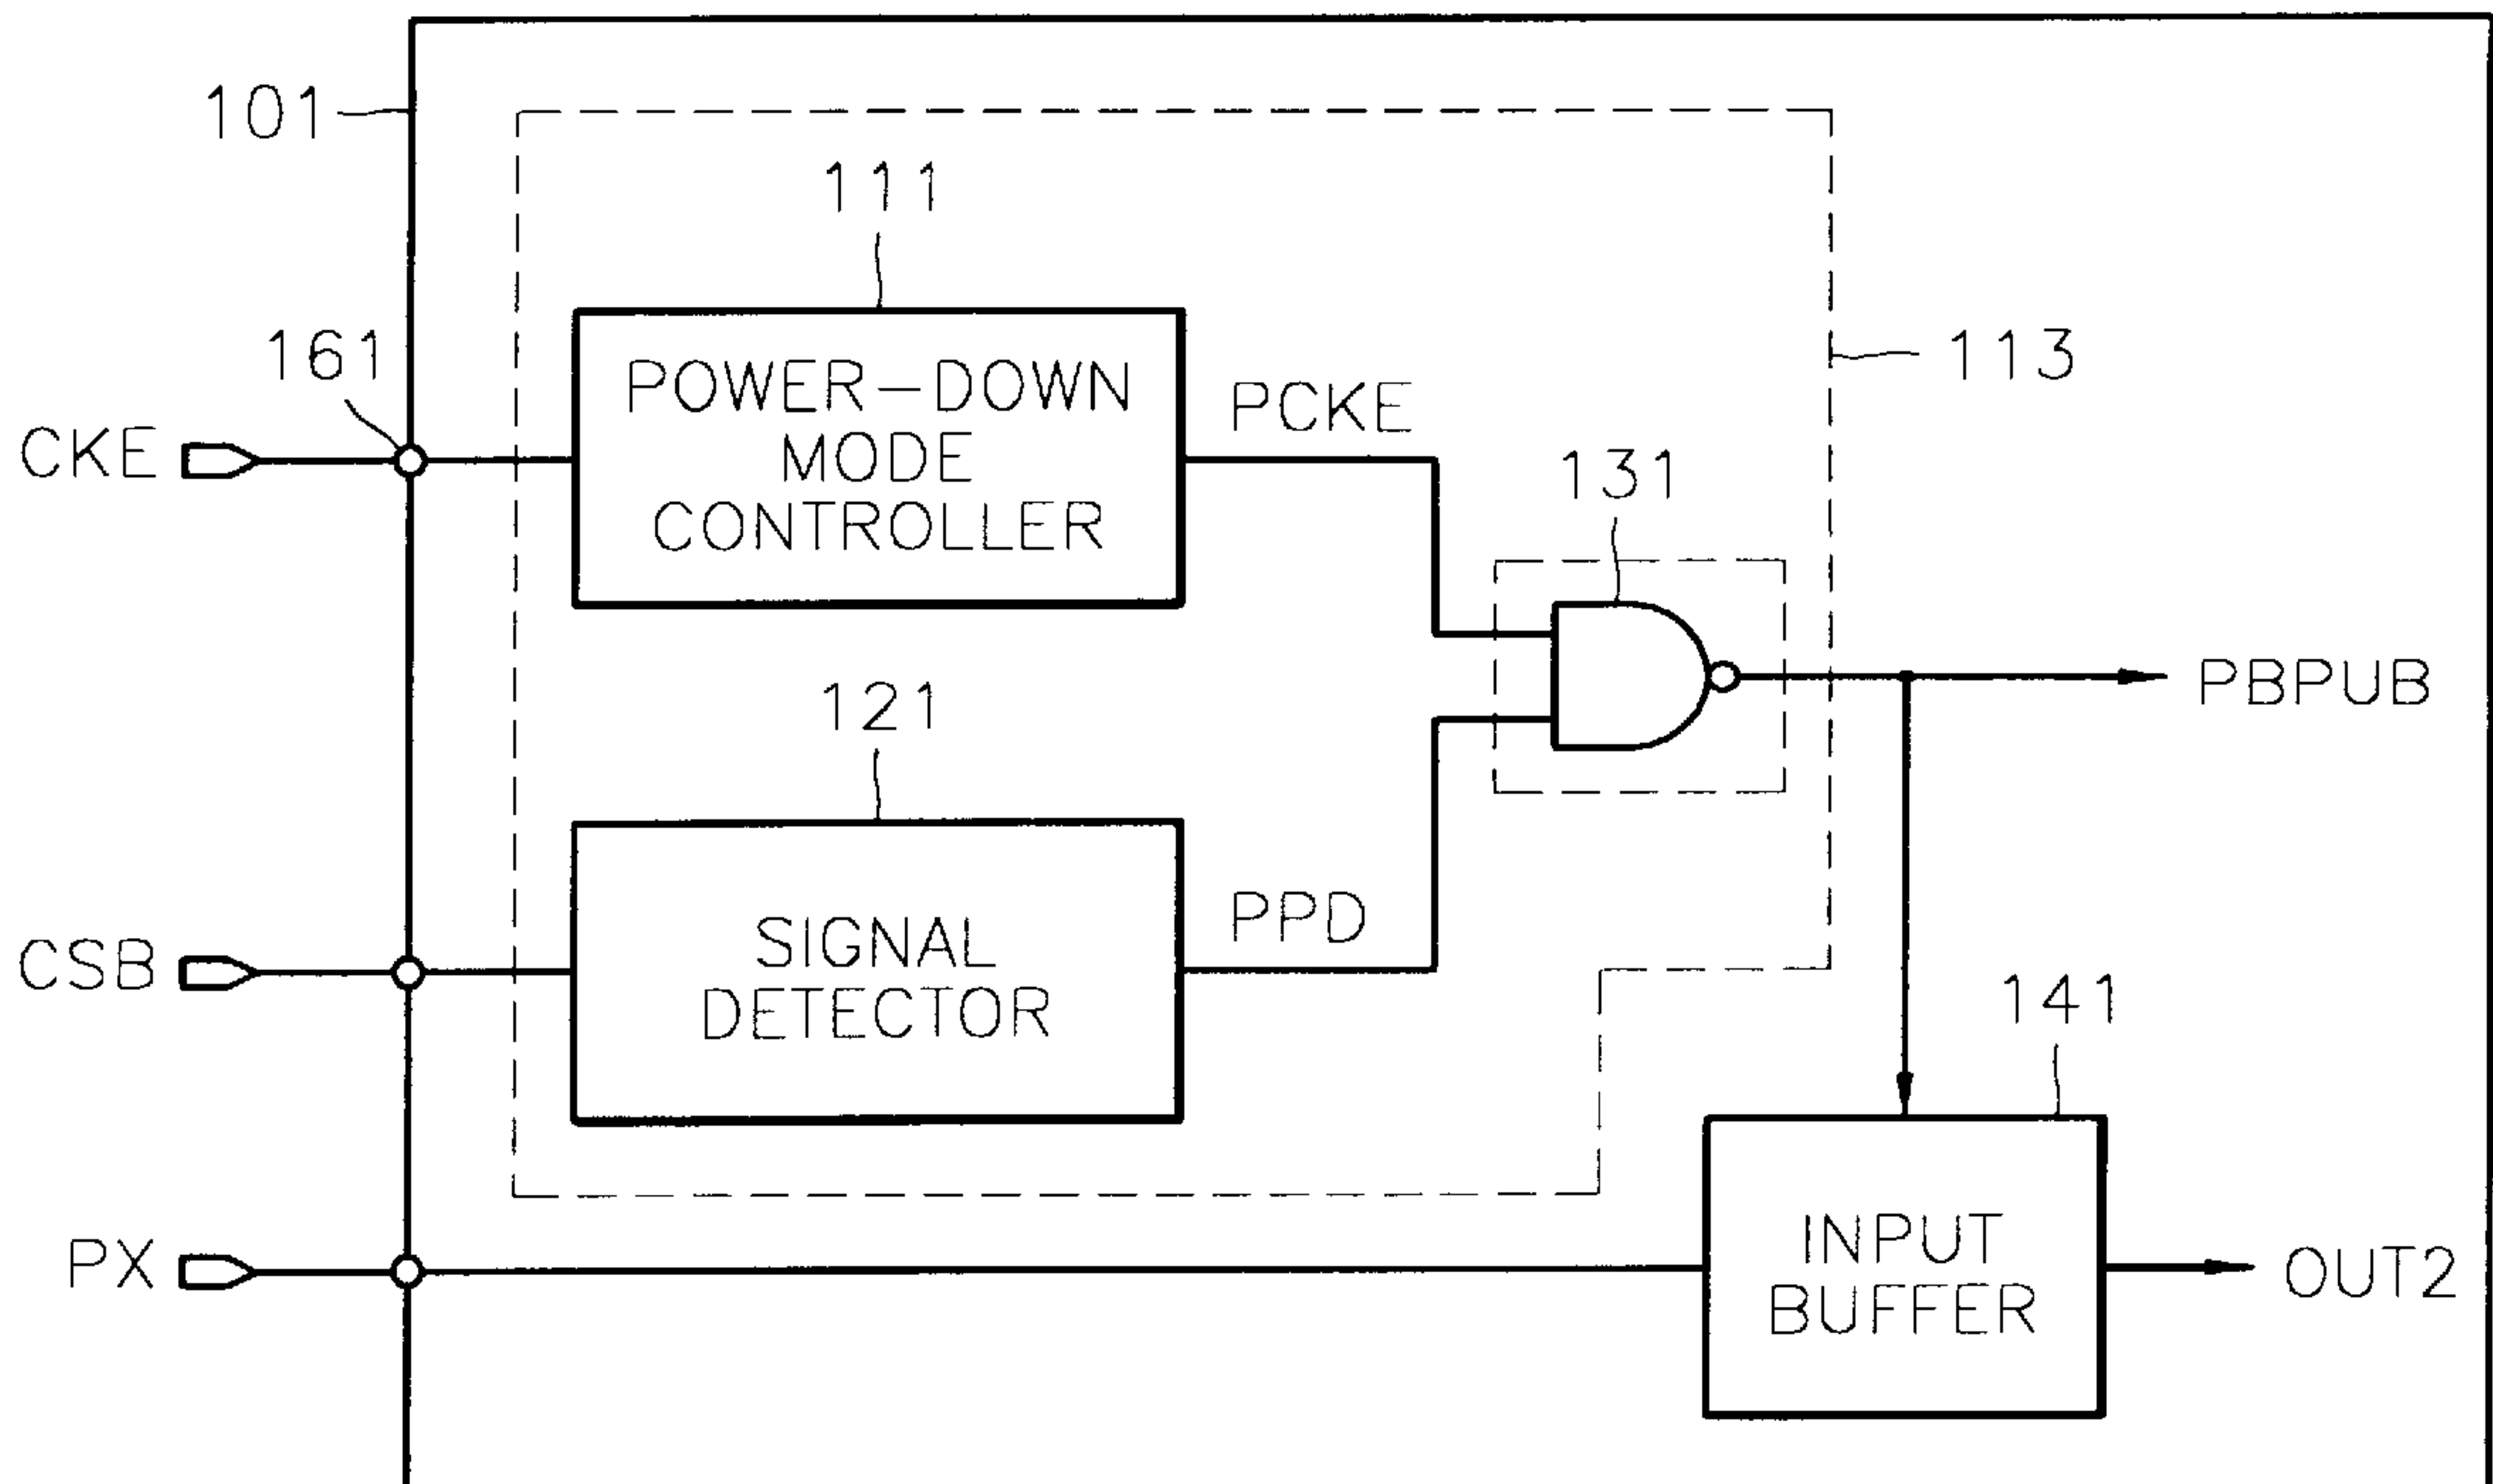 101
111
161
113
POWER-DOWN
MODE
CONTROLLER
PCKE
CKE
131
121
PBPUB
SIGNAL
DETECTOR
PPD
CSB
141
PX
INPUT
BUFFER
OUT2